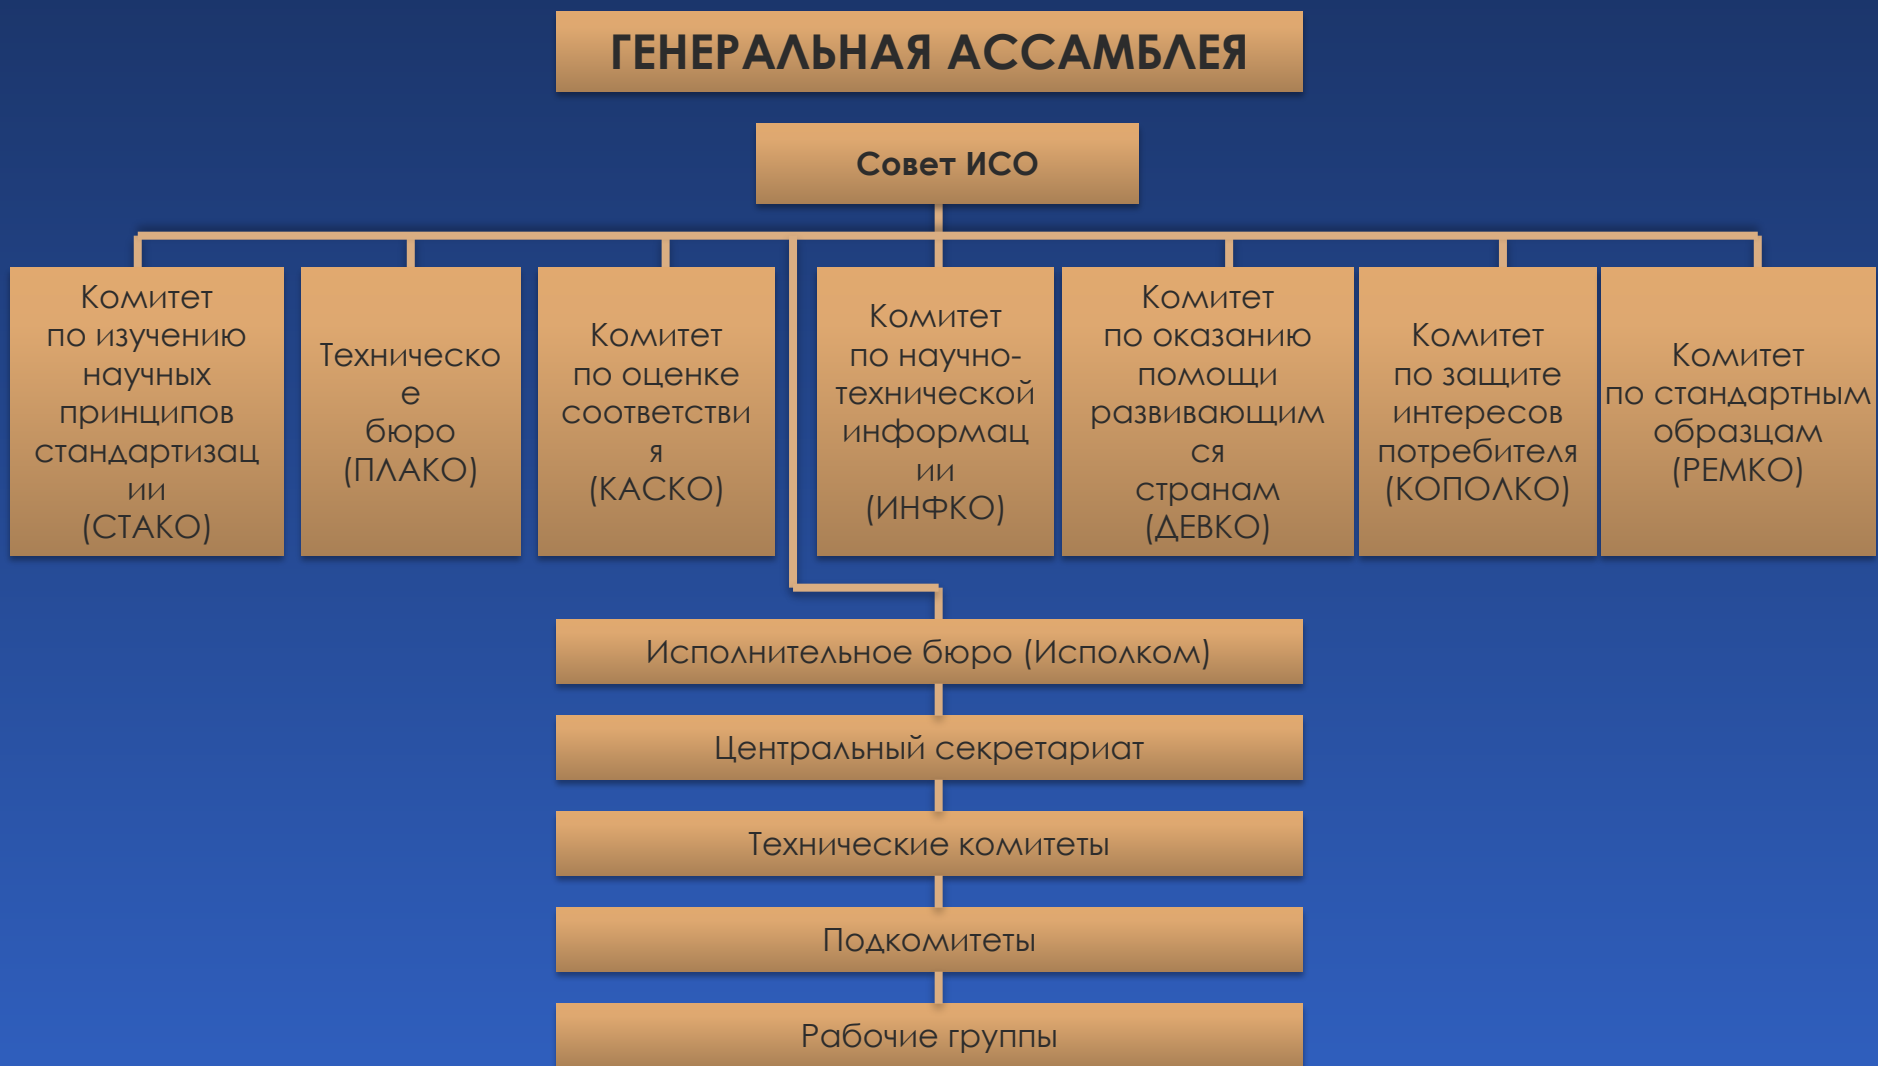 ГЕНЕРАЛЬНАЯ АССАМБЛЕЯ
Совет ИСО
Комитет
по изучению
научных
принципов
стандартизац
ии
(СТАКО)
Техническо
е
бюро
(ПЛАКО)
Комитет
по оценке
соответстви
я
(КАСКО)
Комитет
по научно-
технической
информац
ии
(ИНФКО)
Комитет
по оказанию
помощи
развивающим
ся
странам
(ДЕВКО)
Комитет
по защите
интересов
потребителя
(КОПОЛКО)
Комитет
по стандартным
образцам
(РЕМКО)
Исполнительное бюро (Исполком)
Центральный секретариат
Технические комитеты
Подкомитеты
Рабочие группы